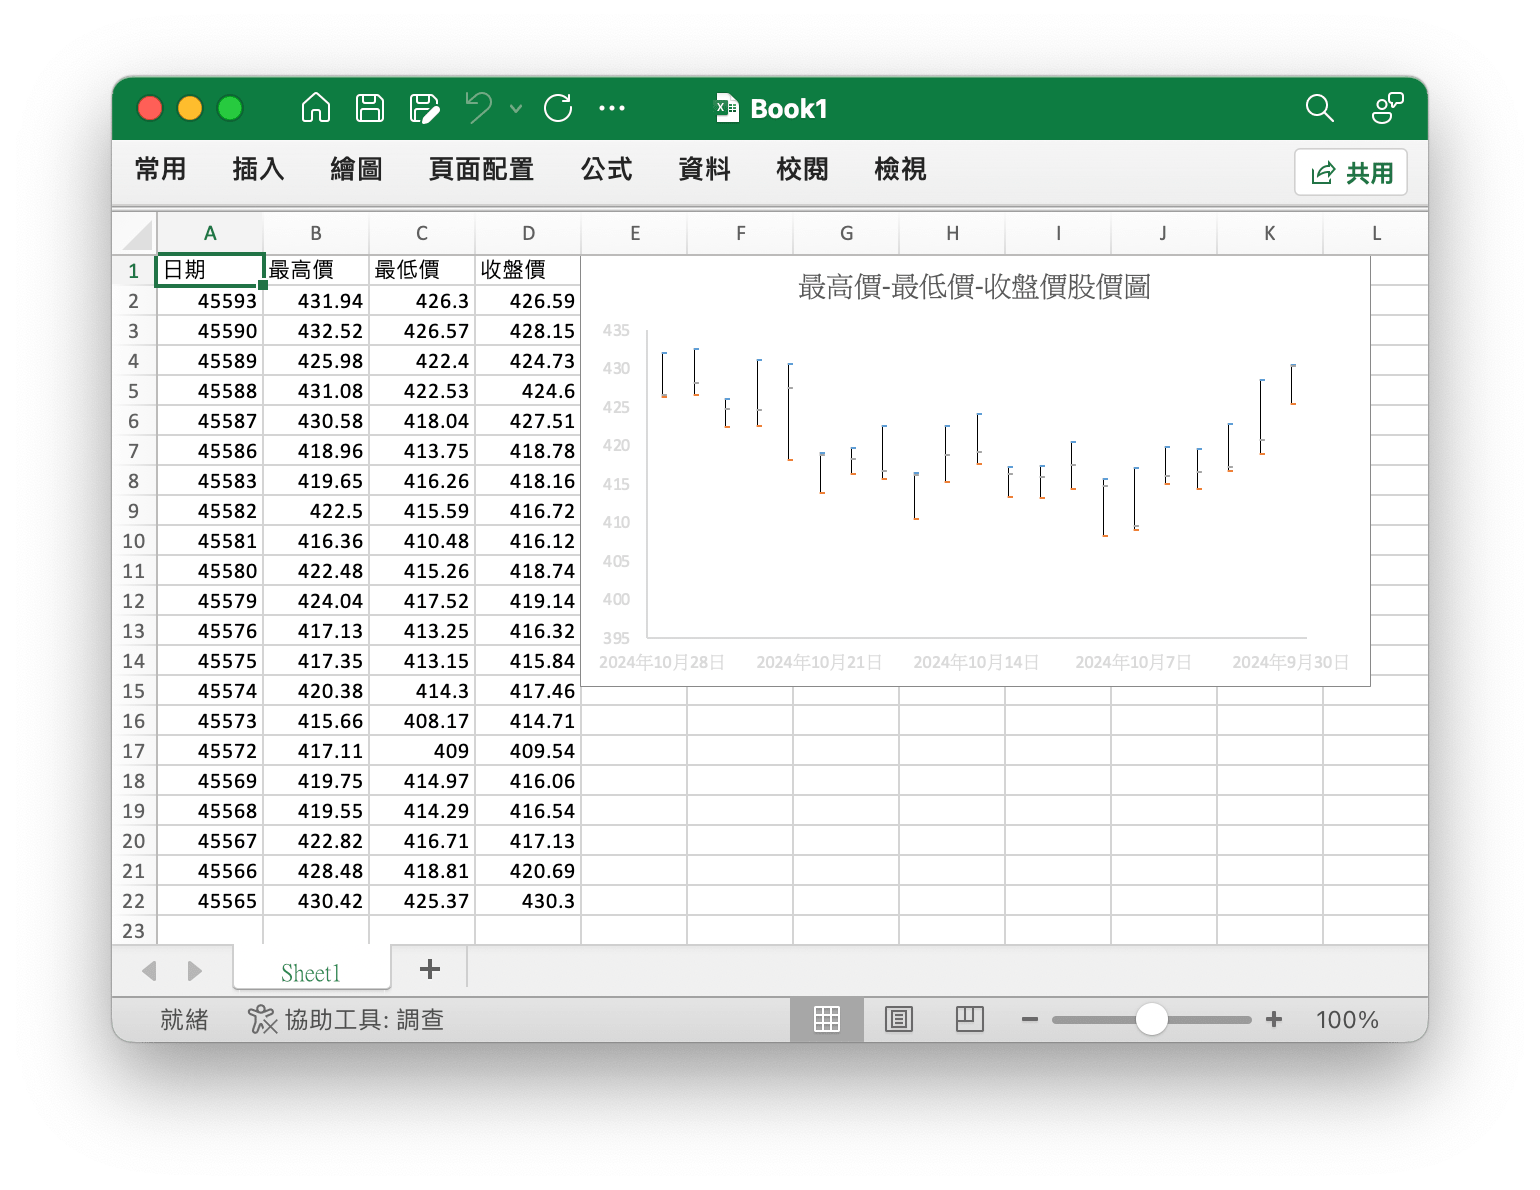 Book1
常用 插入 繪圖 頁面配置 公式 資料 校閱 檢視 共用
A B C D E F G H I J K L
1 日期 最高價 最低價 收盤價
2 45593 431.94 426.3 426.59
3 45590 432.52 426.57 428.15
4 45589 425.98 422.4 424.73
5 45588 431.08 422.53 424.6
6 45587 430.58 418.04 427.51
7 45586 418.96 413.75 418.78
8 45583 419.65 416.26 418.16
9 45582 422.5 415.59 416.72
10 45581 416.36 410.48 416.12
11 45580 422.48 415.26 418.74
12 45579 424.04 417.52 419.14
13 45576 417.13 413.25 416.32
14 45575 417.35 413.15 415.84
15 45574 420.38 414.3 417.46
16 45573 415.66 408.17 414.71
17 45572 417.11 409 409.54
18 45569 419.75 414.97 416.06
19 45568 419.55 414.29 416.54
20 45567 422.82 416.71 417.13
21 45566 428.48 418.81 420.69
22 45565 430.42 425.37 430.3
23
最高價-最低價-收盤價股價圖
435
430
425
420
415
410
405
400
395
2024年10月28日 2024年10月21日 2024年10月14日 2024年10月7日 2024年9月30日
Sheet1
就緒 協助工具: 調查 100%